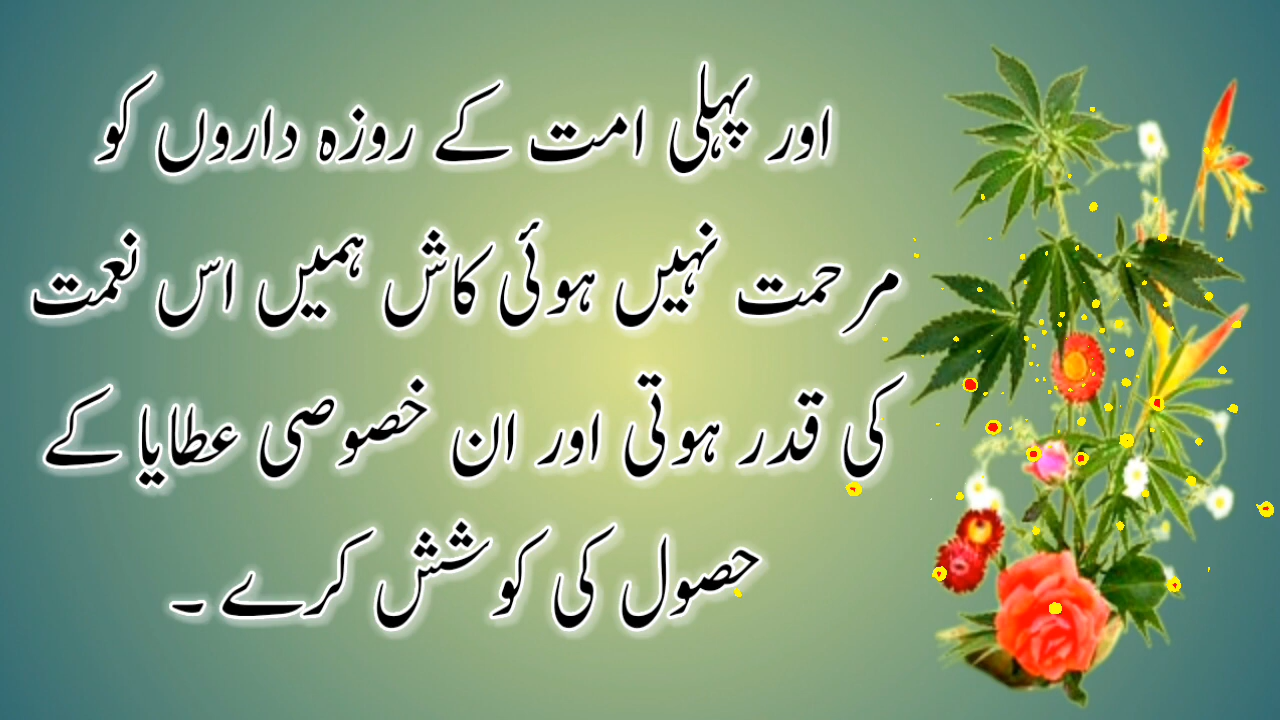 اور پہلی امت کے روزہ داروں کو
مرحمت نہیں ہوئی کاش ہمیں اس نعمت
کی قدر ہوتی اور ان خصوصی عطایا کے
حصول کی کوشش کرے ۔